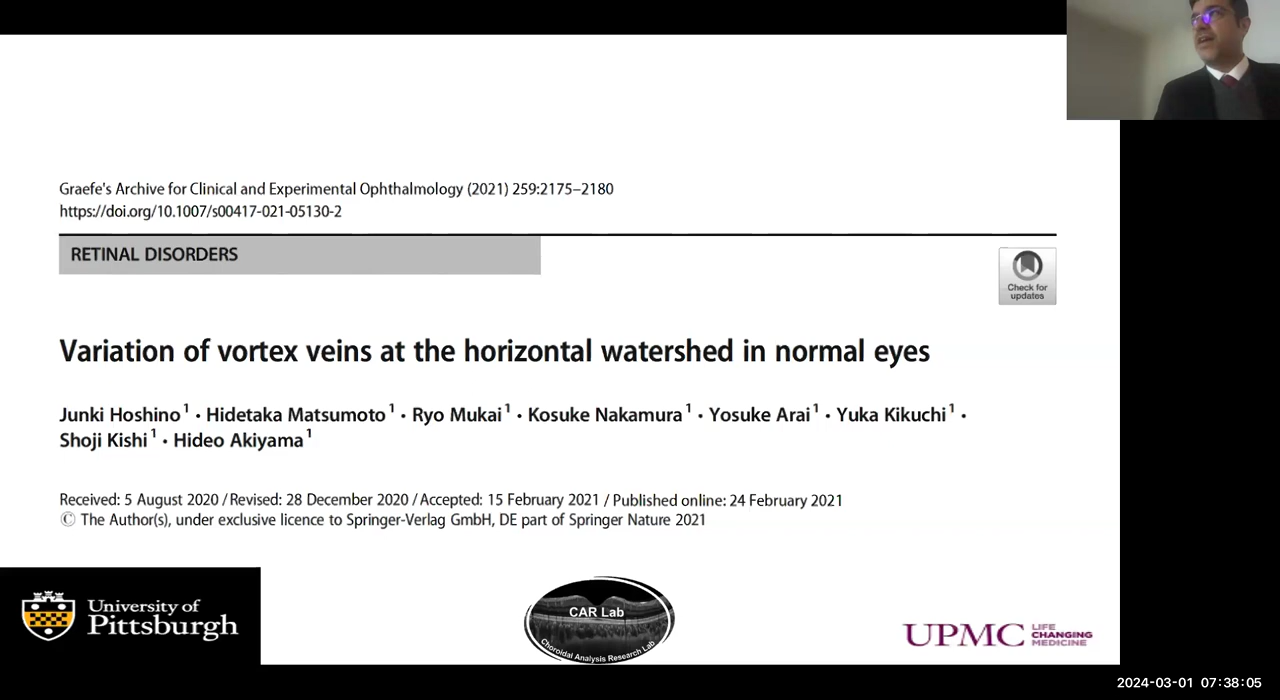 Graefe's Archive for Clinical and Experimental Ophthalmology (2021) 259:2175–2180
https://doi.org/10.1007/s00417-021-05130-2
RETINAL DISORDERS
Check for
updates
Variation of vortex veins at the horizontal watershed in normal eyes
Junki Hoshino¹ · Hidetaka Matsumoto¹ · Ryo Mukai¹ · Kosuke Nakamura¹ · Yosuke Arai¹ · Yuka Kikuchi¹ ·
Shoji Kishi¹ · Hideo Akiyama¹
Received: 5 August 2020 / Revised: 28 December 2020 / Accepted: 15 February 2021 / Published online: 24 February 2021
© The Author(s), under exclusive licence to Springer-Verlag GmbH, DE part of Springer Nature 2021
University of
Pittsburgh
CAR Lab
Choroidal Analysis Research Lab
UPMC LIFE
CHANGING
MEDICINE
2024-03-01 07:38:05